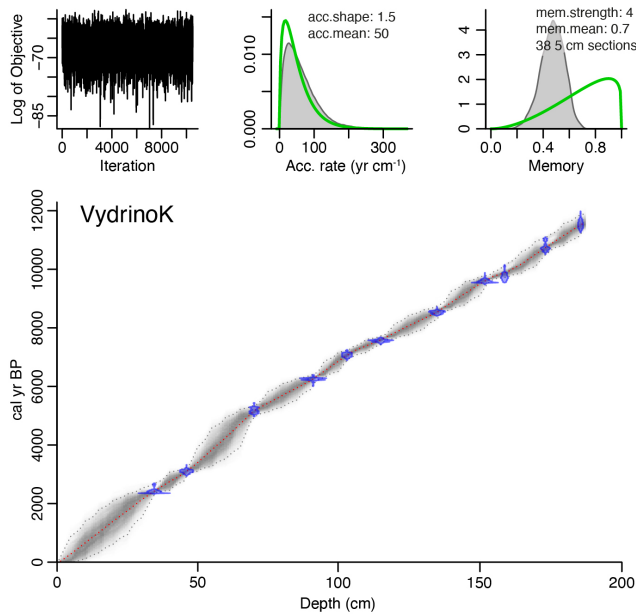 Log of Objective
−70
−85
0
4000
8000
Iteration
0.010
0.000
acc.shape: 1.5
acc.mean: 50
0
100
300
Acc. rate (yr cm-1)
4
3
2
1
0
mem.strength: 4
mem.mean: 0.7
38 5 cm sections
0.0
0.4
0.8
Memory
VydrinoK
cal yr BP
12000
10000
8000
6000
4000
2000
0
0
50
100
150
200
Depth (cm)